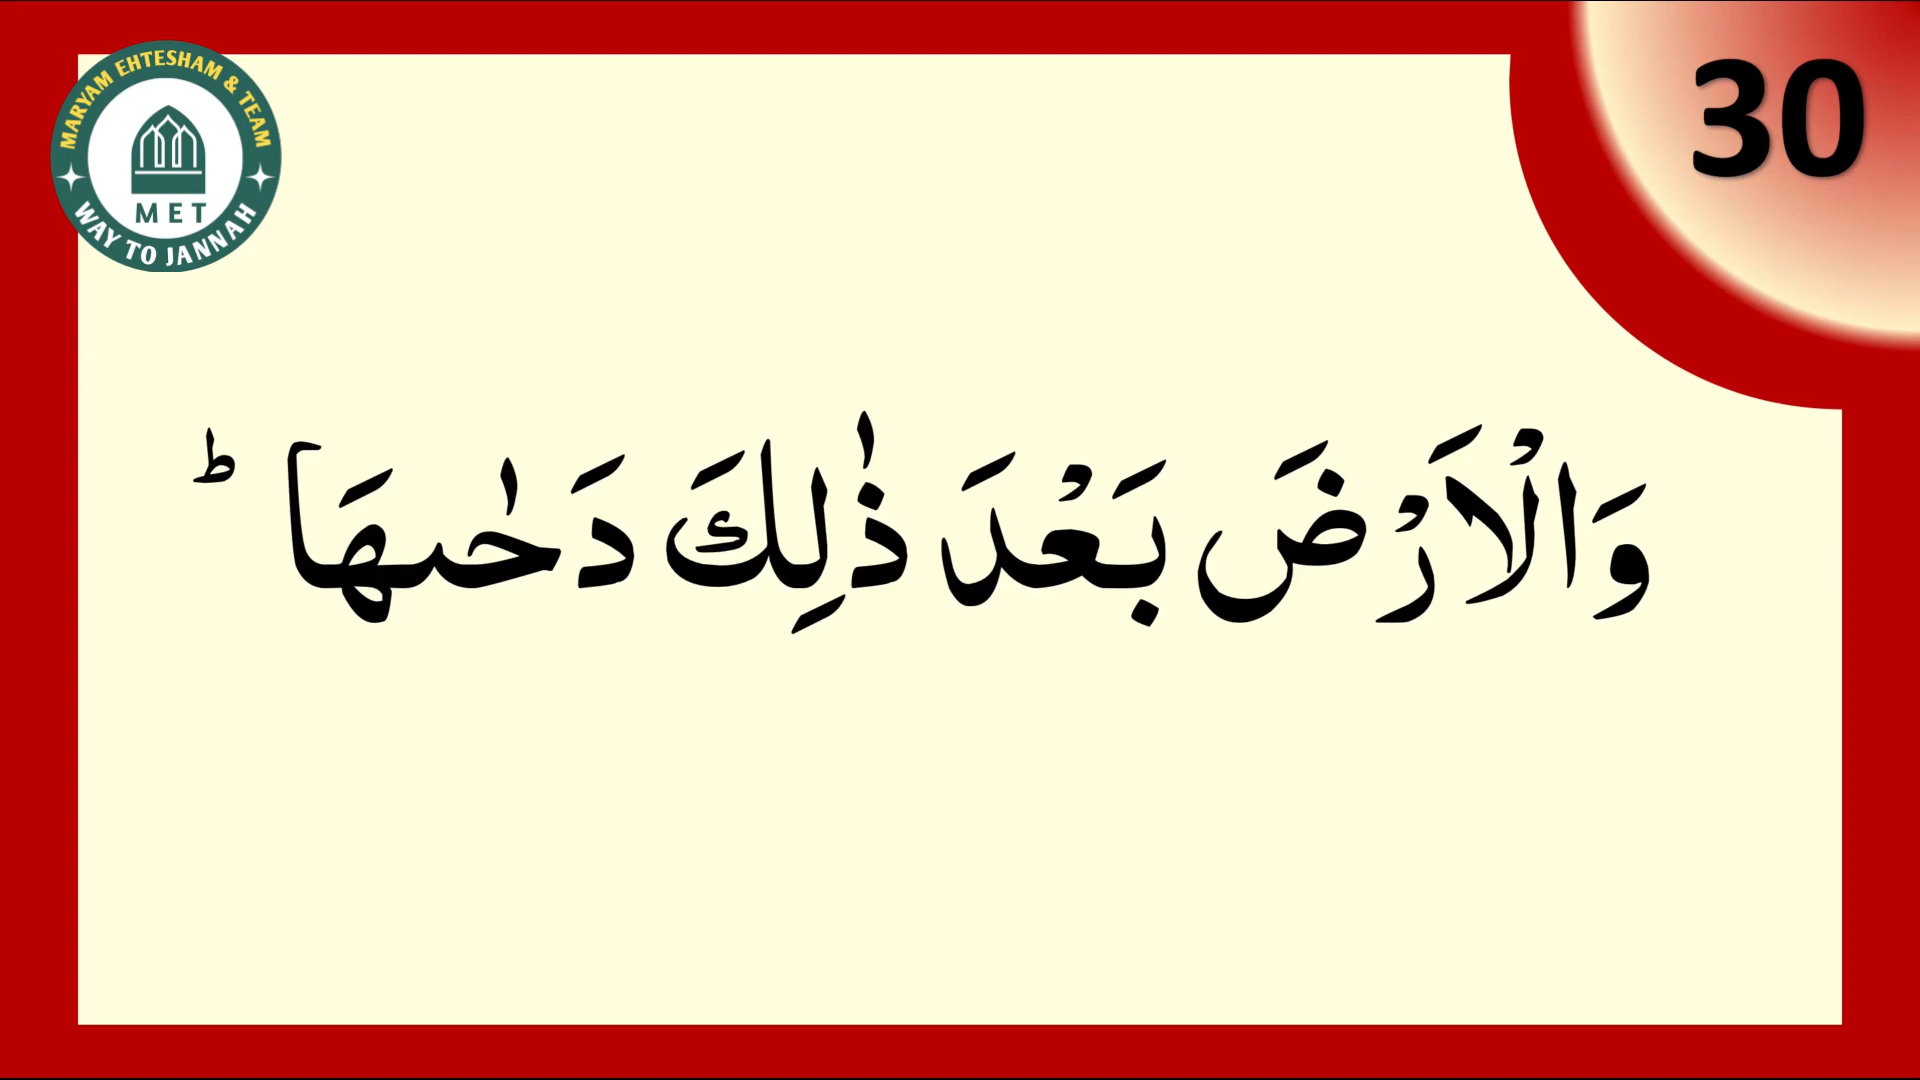 MARYAM EHTESHAM & TEAM
MET
WAY TO JANNAH
30
وَالْاَرْضَ بَعْدَ ذٰلِكَ دَحٰىهَا ؕ